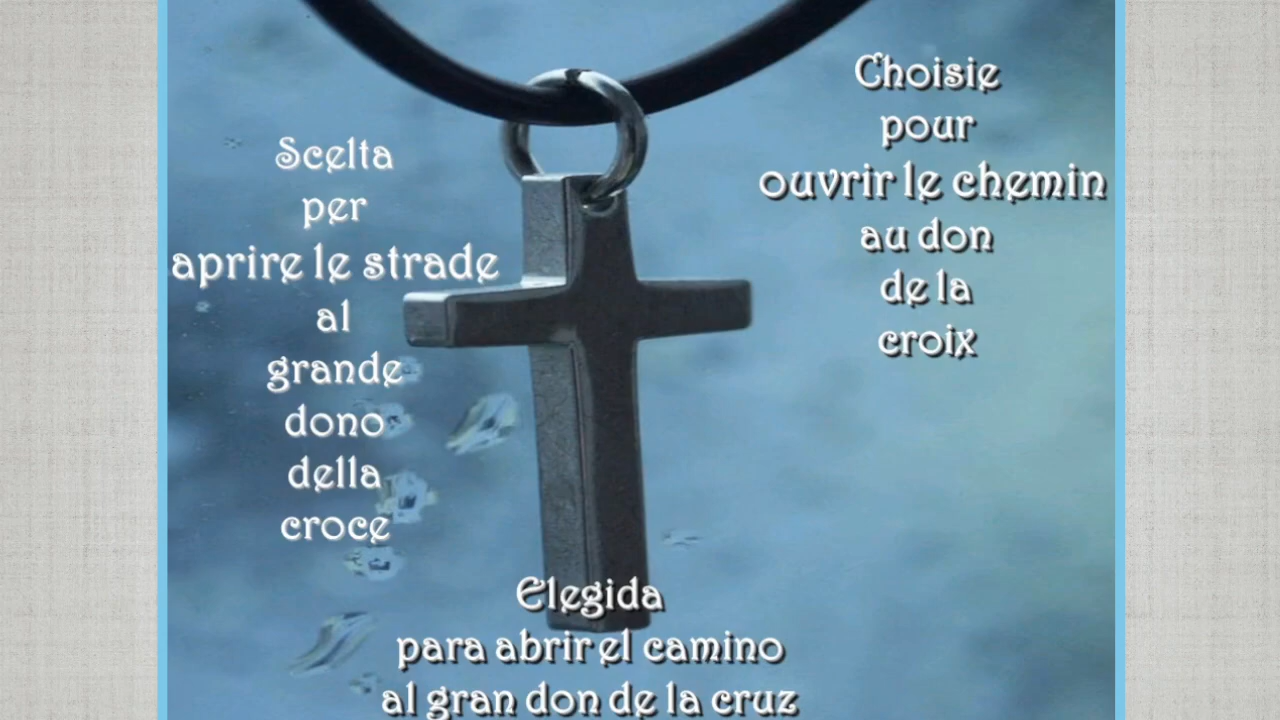 Scelta
per
aprire le strade
al
grande
dono
della
croce
Choisie
pour
ouvrir le chemin
au don
de la
croix
Elegida
para abrir el camino
al gran don de la cruz